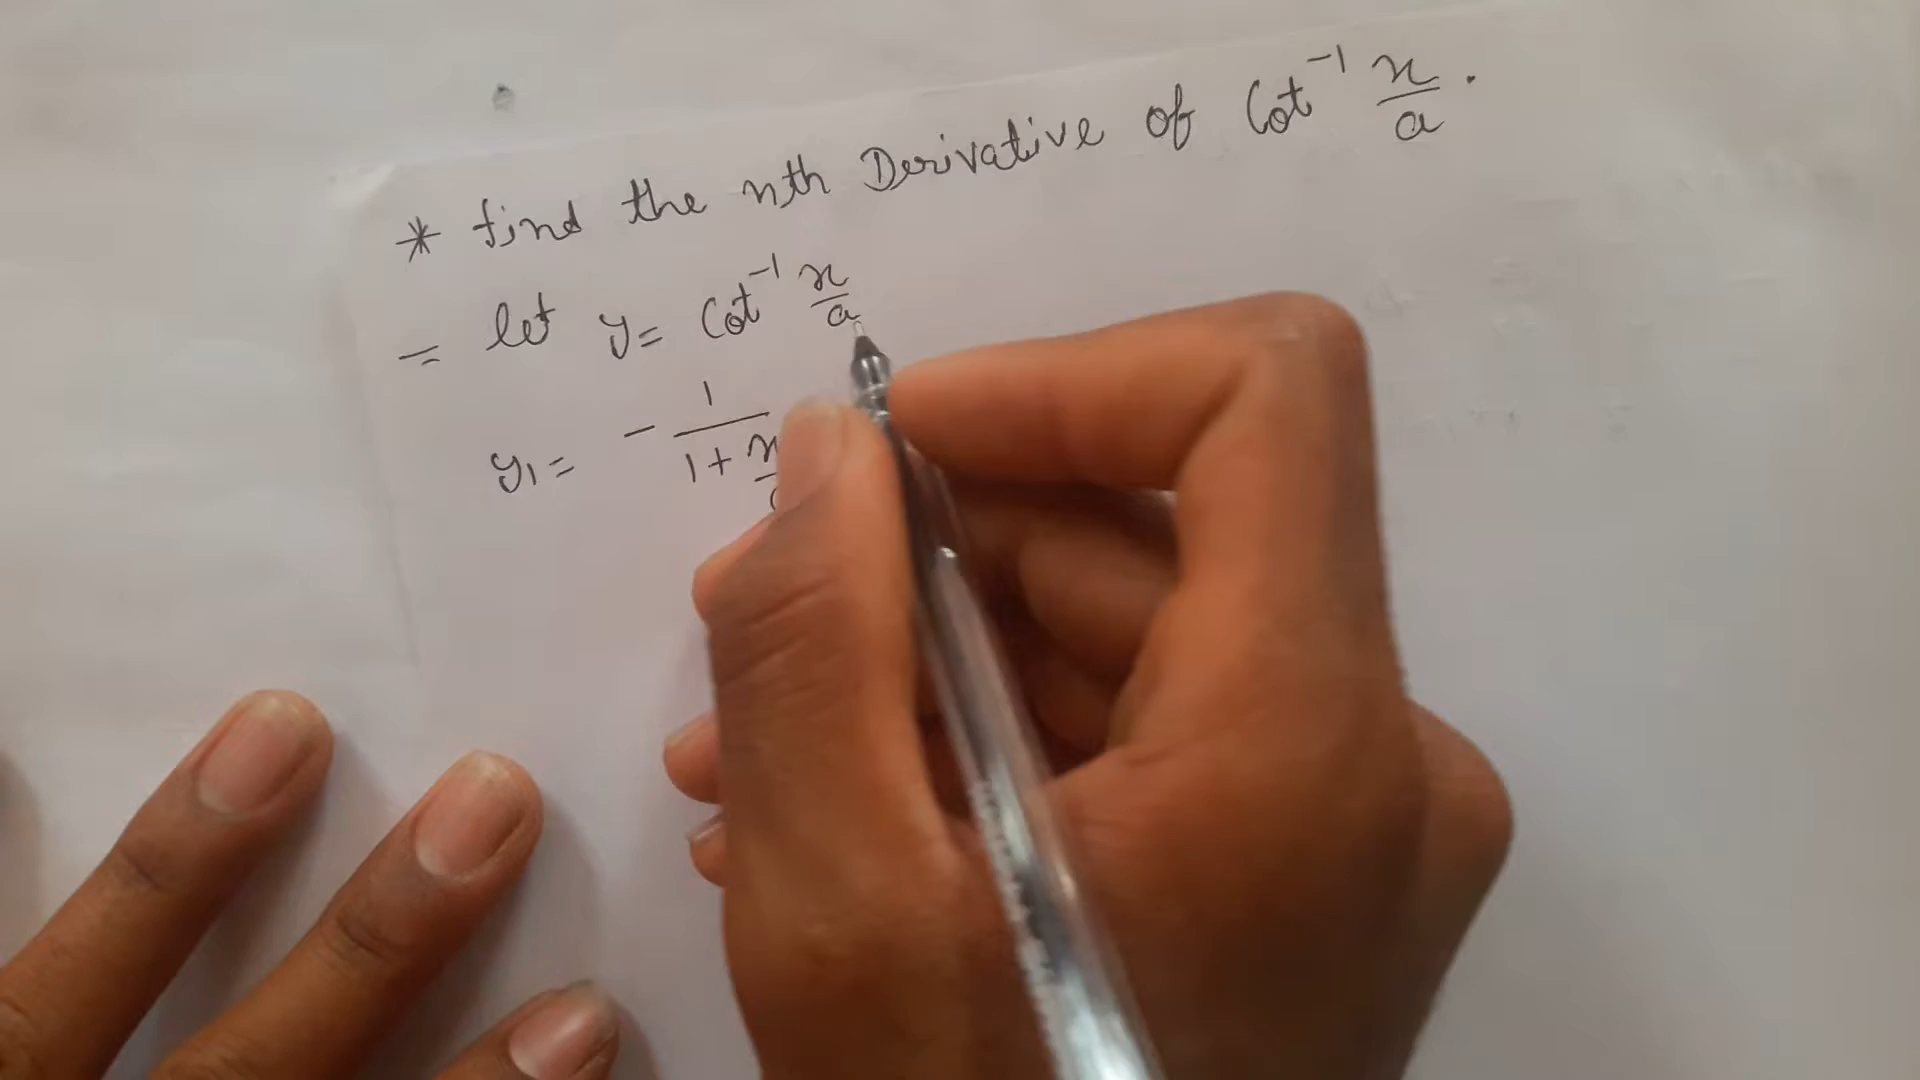 * find the nth Derivative of Cot⁻¹ x/a.
= let y = Cot⁻¹ x/a
y₁ = - 1/(1+x